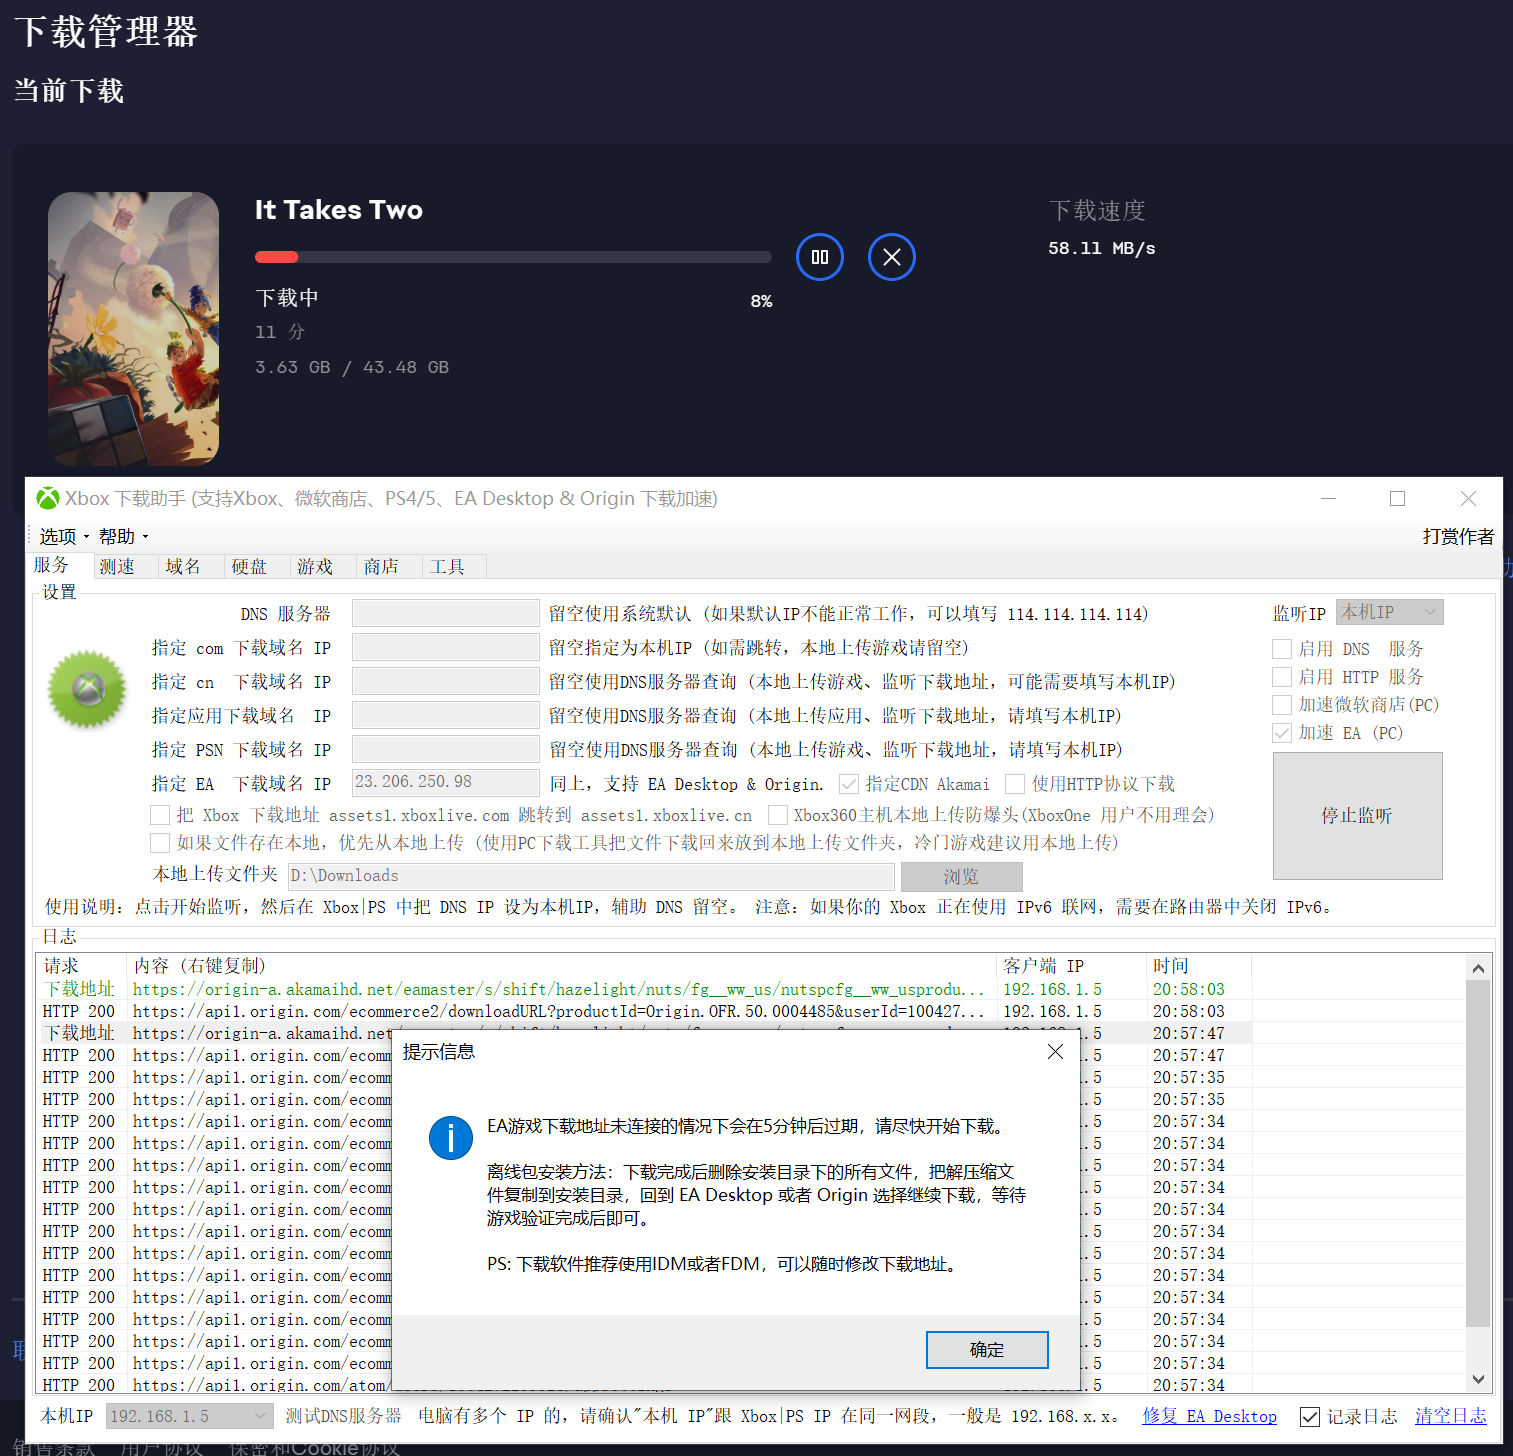 下载管理器
当前下载
It Takes Two
下载中
8%
11 分
3.63 GB / 43.48 GB
下载速度
58.11 MB/s
Xbox 下载助手 (支持Xbox、微软商店、PS4/5、EA Desktop & Origin 下载加速)
选项 帮助 打赏作者
服务 测速 域名 硬盘 游戏 商店 工具
设置
DNS 服务器 留空使用系统默认 (如果默认IP不能正常工作，可以填写 114.114.114.114)
指定 com 下载域名 IP 留空指定为本机IP (如需跳转，本地上传游戏请留空)
指定 cn 下载域名 IP 留空使用DNS服务器查询 (本地上传游戏、监听下载地址，可能需要填写本机IP)
指定应用下载域名 IP 留空使用DNS服务器查询 (本地上传应用、监听下载地址，请填写本机IP)
指定 PSN 下载域名 IP 留空使用DNS服务器查询 (本地上传游戏、监听下载地址，请填写本机IP)
指定 EA 下载域名 IP 23.206.250.98 同上，支持 EA Desktop & Origin. 指定CDN Akamai 使用HTTP协议下载
把 Xbox 下载地址 assets1.xboxlive.com 跳转到 assets1.xboxlive.cn Xbox360主机本地上传防爆头(XboxOne 用户不用理会)
如果文件存在本地，优先从本地上传 (使用PC下载工具把文件下载回来放到本地上传文件夹，冷门游戏建议用本地上传)
本地上传文件夹 D:\Downloads 浏览
监听IP 本机IP
启用 DNS 服务
启用 HTTP 服务
加速微软商店(PC)
加速 EA (PC)
停止监听
使用说明：点击开始监听，然后在 Xbox|PS 中把 DNS IP 设为本机IP，辅助 DNS 留空。 注意：如果你的 Xbox 正在使用 IPv6 联网，需要在路由器中关闭 IPv6。
日志
请求 内容 (右键复制) 客户端 IP 时间
下载地址 https://origin-a.akamaihd.net/eamaster/s/shift/hazelight/nuts/fg__ww_us/nutspcfg__ww_usprodu... 192.168.1.5 20:58:03
HTTP 200 https://api1.origin.com/ecommerce2/downloadURL?productId=Origin.OFR.50.0004485&userId=100427... 192.168.1.5 20:58:03
下载地址 https://origin-a.akamaihd.net .5 20:57:47
HTTP 200 https://api1.origin.com/ecomm .5 20:57:47
HTTP 200 https://api1.origin.com/ecomm .5 20:57:35
HTTP 200 https://api1.origin.com/ecomm .5 20:57:35
HTTP 200 https://api1.origin.com/ecomm .5 20:57:34
HTTP 200 https://api1.origin.com/ecomm .5 20:57:34
HTTP 200 https://api1.origin.com/ecomm .5 20:57:34
HTTP 200 https://api1.origin.com/ecomm .5 20:57:34
HTTP 200 https://api1.origin.com/ecomm .5 20:57:34
HTTP 200 https://api1.origin.com/ecomm .5 20:57:34
HTTP 200 https://api1.origin.com/ecomm .5 20:57:34
HTTP 200 https://api1.origin.com/ecomm .5 20:57:34
HTTP 200 https://api1.origin.com/ecomm .5 20:57:34
HTTP 200 https://api1.origin.com/ecomm .5 20:57:34
HTTP 200 https://api1.origin.com/ecomm .5 20:57:34
HTTP 200 https://api1.origin.com/ecomm .5 20:57:34
HTTP 200 https://api1.origin.com/atom/ 20:57:34
提示信息
EA游戏下载地址未连接的情况下会在5分钟后过期，请尽快开始下载。
离线包安装方法：下载完成后删除安装目录下的所有文件，把解压缩文
件复制到安装目录，回到 EA Desktop 或者 Origin 选择继续下载，等待
游戏验证完成后即可。
PS: 下载软件推荐使用IDM或者FDM，可以随时修改下载地址。
确定
本机IP 192.168.1.5 测试DNS服务器 电脑有多个 IP 的，请确认"本机 IP"跟 Xbox|PS IP 在同一网段，一般是 192.168.x.x。 修复 EA Desktop 记录日志 清空日志
销售条款 用户协议 保密和Cookie协议